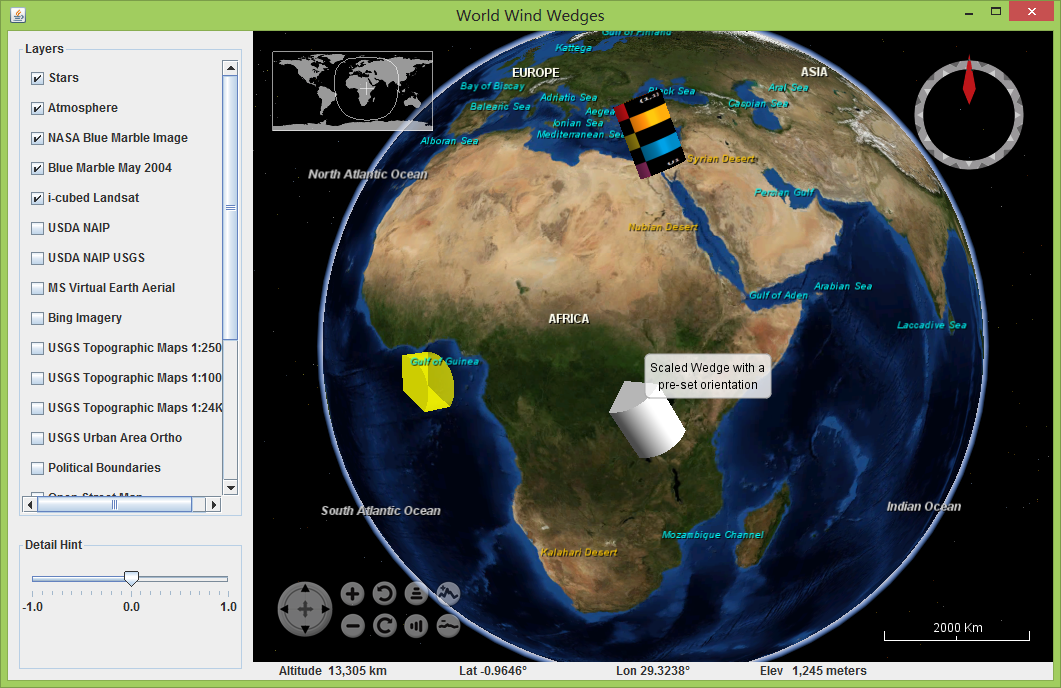 World Wind Wedges
Layers
Stars
Atmosphere
NASA Blue Marble Image
Blue Marble May 2004
i-cubed Landsat
USDA NAIP
USDA NAIP USGS
MS Virtual Earth Aerial
Bing Imagery
USGS Topographic Maps 1:250
USGS Topographic Maps 1:100
USGS Topographic Maps 1:24K
USGS Urban Area Ortho
Political Boundaries
Open Street Map
Detail Hint
-1.0
0.0
1.0
Gulf of Finland
Kattega
EUROPE
ASIA
Bay of Biscay
Black Sea
Aral Sea
Adriatic Sea
Balearic Sea
Caspian Sea
Aegea
Ionian Sea
Mediterranean Sea
Alboran Sea
Syrian Desert
North Atlantic Ocean
Persian Gulf
Nubian Desert
Arabian Sea
Gulf of Aden
AFRICA
Laccadive Sea
Gulf of Guinea
Scaled Wedge with a
pre-set orientation
South Atlantic Ocean
Indian Ocean
Mozambique Channel
Kalahari Desert
2000 Km
Altitude 13,305 km
Lat -0.9646°
Lon 29.3238°
Elev 1,245 meters